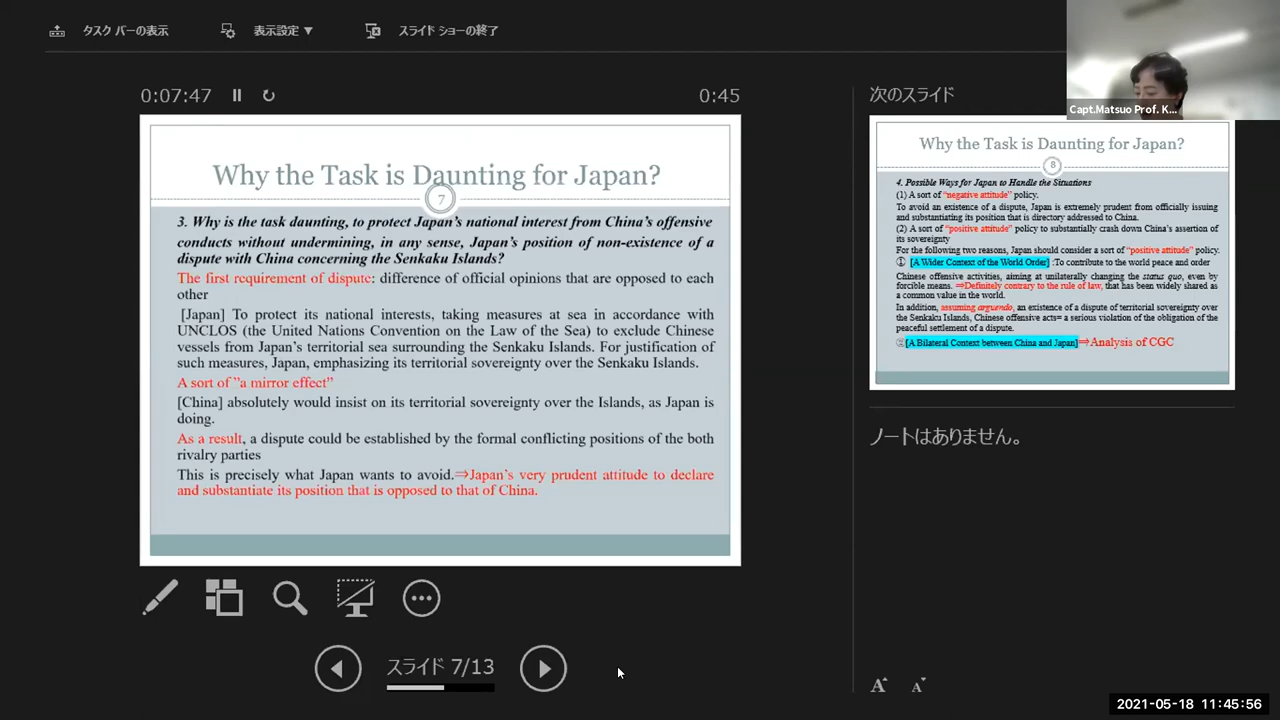 タスク バーの表示
表示設定 ▼
スライド ショーの終了
0:07:47
0:45
Why the Task is Daunting for Japan?
7
3. Why is the task daunting, to protect Japan's national interest from China's offensive
conducts without undermining, in any sense, Japan's position of non-existence of a
dispute with China concerning the Senkaku Islands?
The first requirement of dispute: difference of official opinions that are opposed to each
other
[Japan] To protect its national interests, taking measures at sea in accordance with
UNCLOS (the United Nations Convention on the Law of the Sea) to exclude Chinese
vessels from Japan's territorial sea surrounding the Senkaku Islands. For justification of
such measures, Japan, emphasizing its territorial sovereignty over the Senkaku Islands.
A sort of "a mirror effect"
[China] absolutely would insist on its territorial sovereignty over the Islands, as Japan is
doing.
As a result, a dispute could be established by the formal conflicting positions of the both
rivalry parties
This is precisely what Japan wants to avoid.⇒Japan's very prudent attitude to declare
and substantiate its position that is opposed to that of China.
スライド 7/13
次のスライド
Capt.Matsuo Prof. K...
Why the Task is Daunting for Japan?
8
4. Possible Ways for Japan to Handle the Situations
(1) A sort of "negative attitude" policy.
To avoid an existence of a dispute, Japan is extremely prudent from officially issuing
and substantiating its position that is directory addressed to China.
(2) A sort of "positive attitude" policy to substantially crash down China's assertion of
its sovereignty
For the following two reasons, Japan should consider a sort of "positive attitude" policy.
① [A Wider Context of the World Order] :To contribute to the world peace and order
Chinese offensive activities, aiming at unilaterally changing the status quo, even by
forcible means. ⇒Definitely contrary to the rule of law, that has been widely shared as
a common value in the world.
In addition, assuming arguendo, an existence of a dispute of territorial sovereignty over
the Senkaku Islands, Chinese offensive acts= a serious violation of the obligation of the
peaceful settlement of a dispute.
②[A Bilateral Context between China and Japan]⇒Analysis of CGC
ノートはありません。
A A
2021-05-18 11:45:56